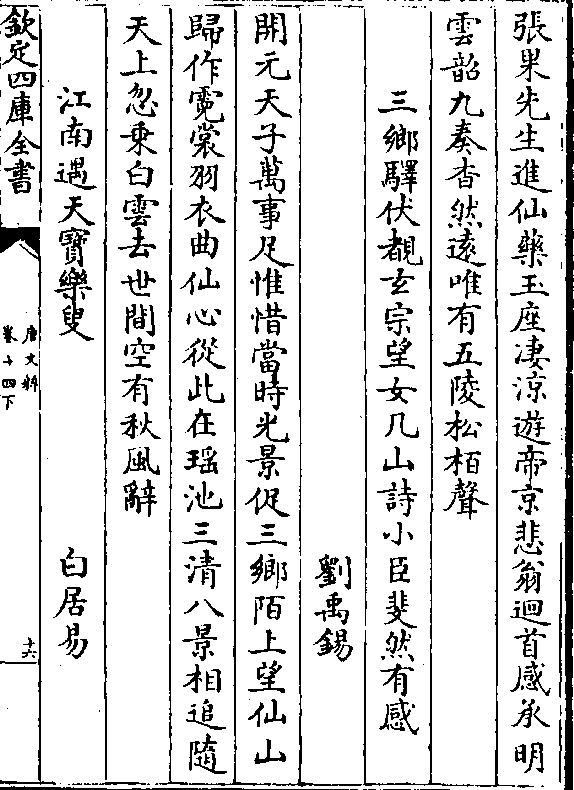 張果先生進仙藥玉座凄涼遊帝京悲翁迴首感承明
雲韶九奏杳然遠唯有五陵松栢聲
三鄉驛伏覩玄宗望女几山詩小臣斐然有感
劉禹錫
開元天子萬事足惟惜當時光景促三鄉陌上望仙山
歸作霓裳羽衣曲仙心從此在瑶池三清八景相追隨
天上忽乗白雲去世間空有秋風辭
江南遇天寶樂叟 白居易
欽定四庫全書
唐文粹
卷十四下
十六